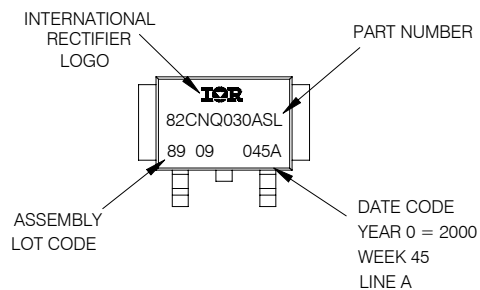 INTERNATIONAL
RECTIFIER
LOGO
PART NUMBER
IOR
82CNQ030ASL
89 09 045A
ASSEMBLY
LOT CODE
DATE CODE
YEAR 0 = 2000
WEEK 45
LINE A